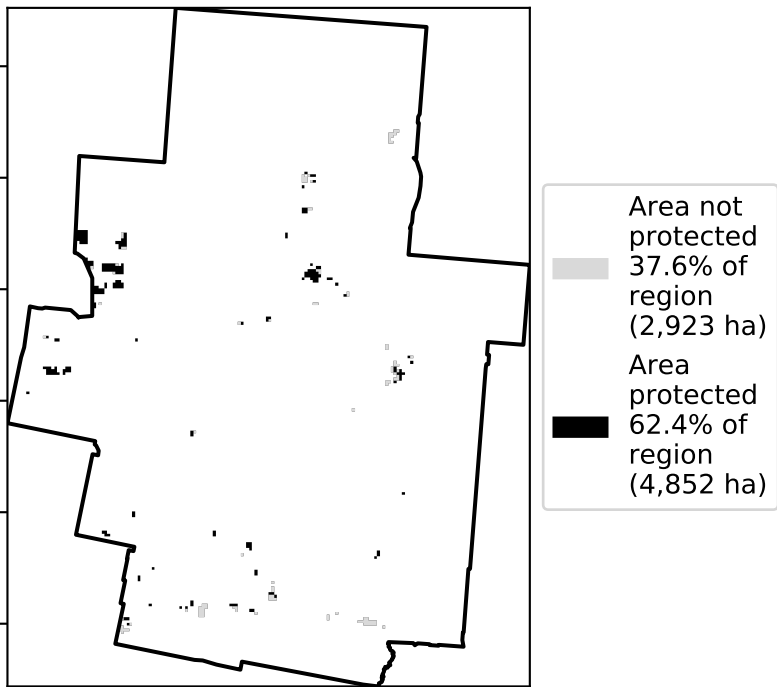 Area not
protected
37.6% of
region
(2,923 ha)
Area
protected
62.4% of
region
(4,852 ha)